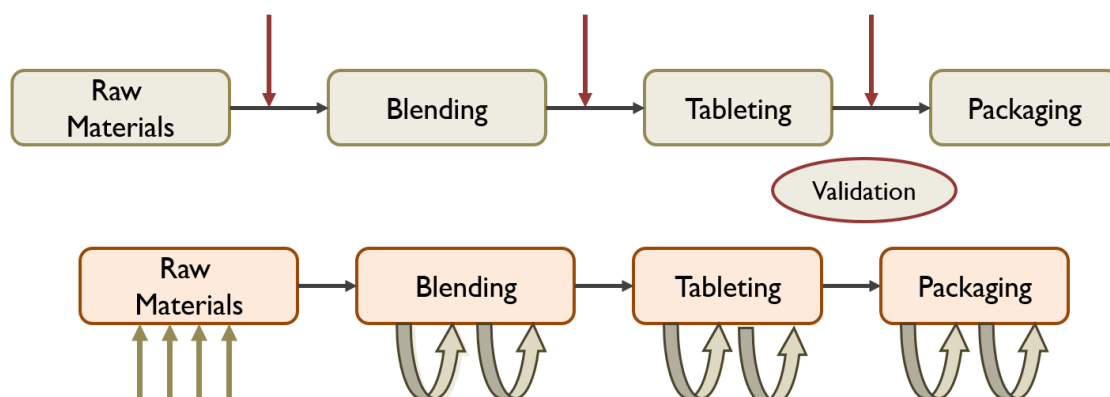 Raw
Materials
Blending
Tableting
Packaging
Validation
Raw
Materials
Blending
Tableting
Packaging